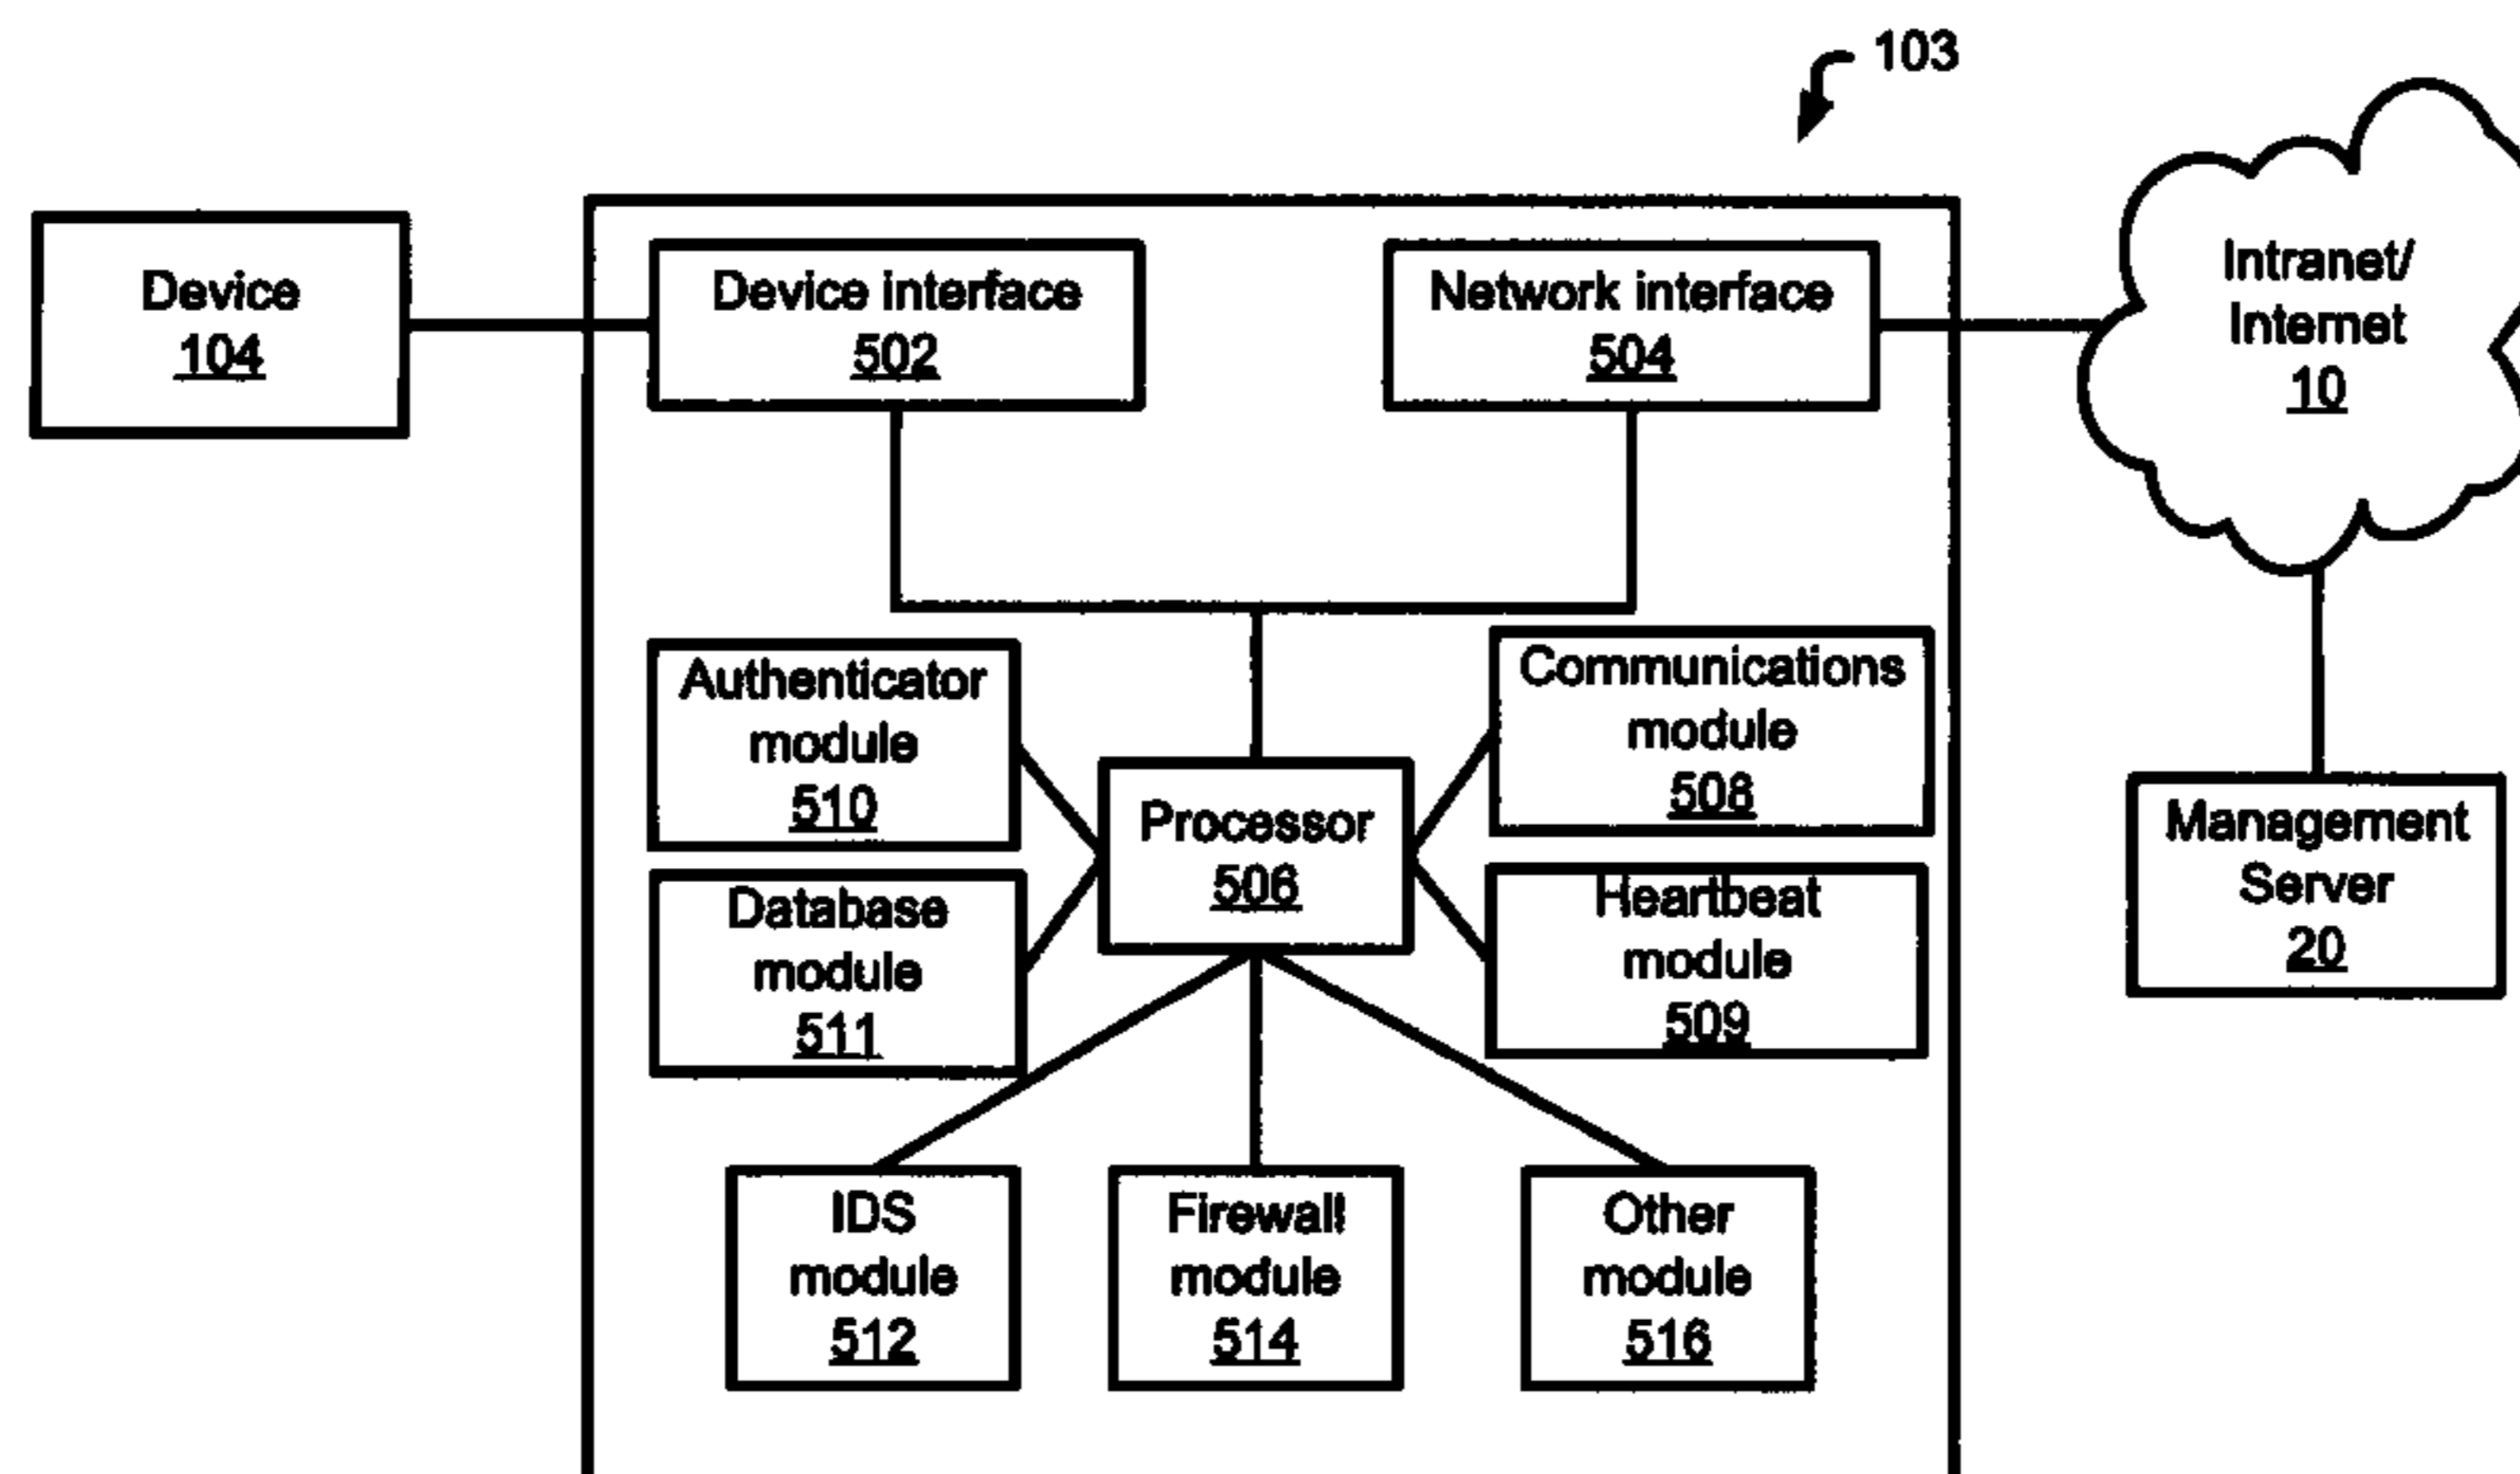 103
Device
104
Device interface
502
Network interface
504
Intranet/
Internet
10
Authenticator
module
510
Communications
module
508
Processor
506
Management
Server
20
Database
module
511
Heartbeat
module
509
IDS
module
512
Firewall
module
514
Other
module
516